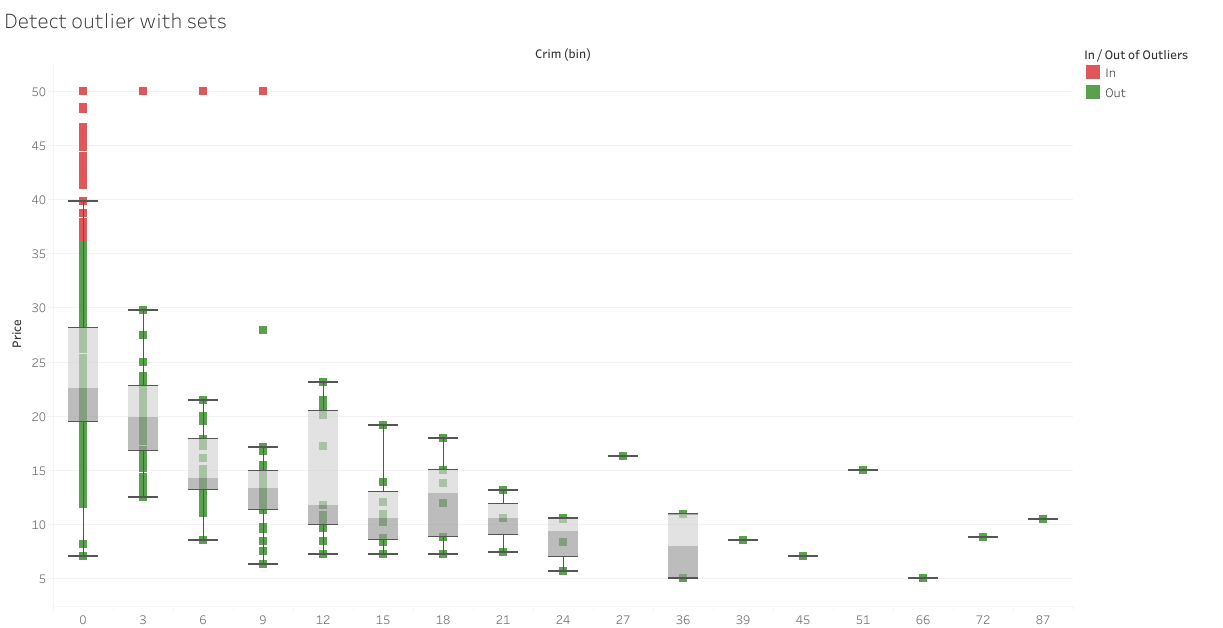 Detect outlier with sets
Crim (bin)
In / Out of Outliers
In
Out
Price
50
45
40
35
30
25
20
15
10
5
0 3 6 9 12 15 18 21 24 27 36 39 45 51 66 72 87